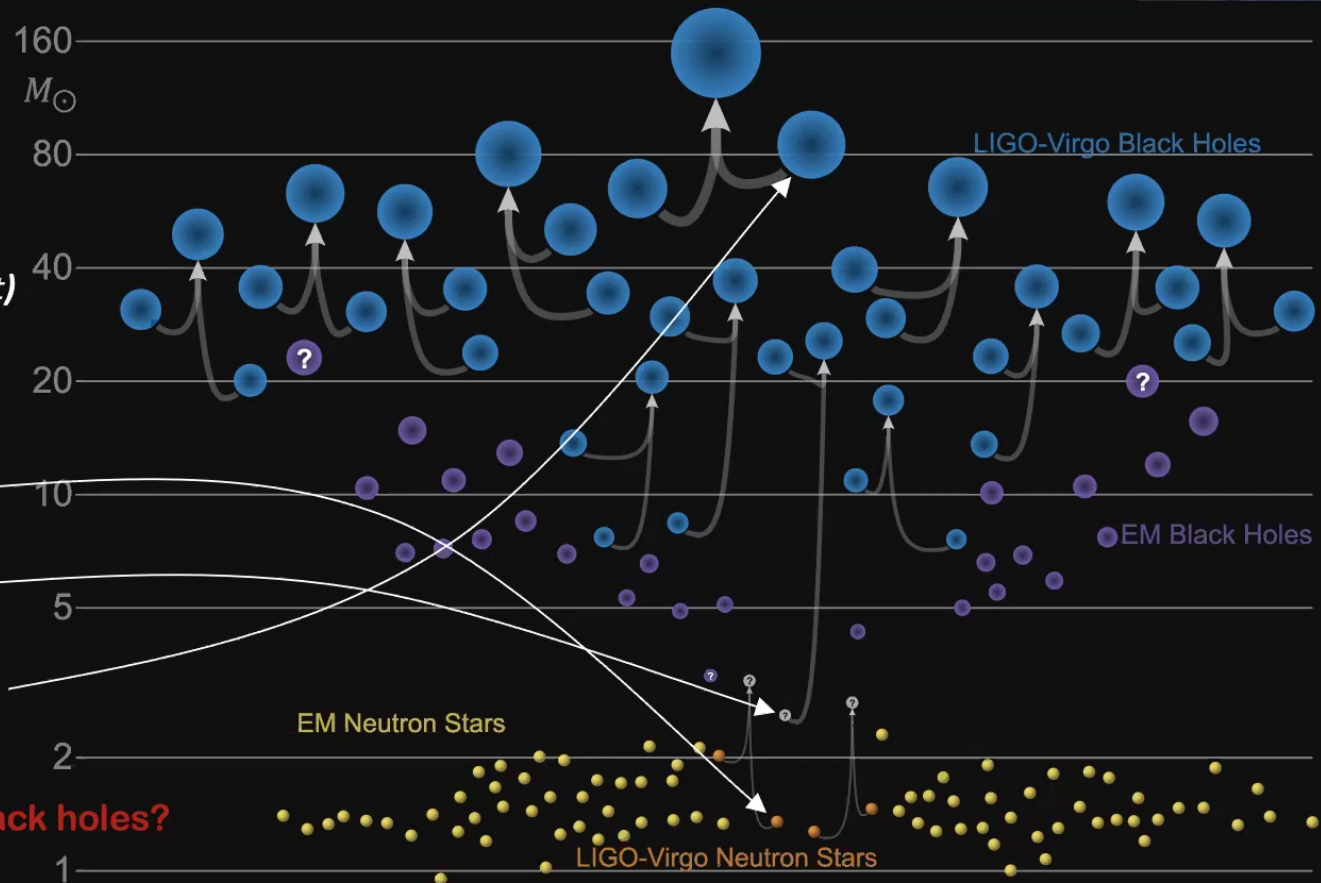 160
M☉
80
LIGO-Virgo Black Holes
40
t)
?
20
?
10
EM Black Holes
5
?
?
?
?
EM Neutron Stars
2
ack holes?
LIGO-Virgo Neutron Stars
1